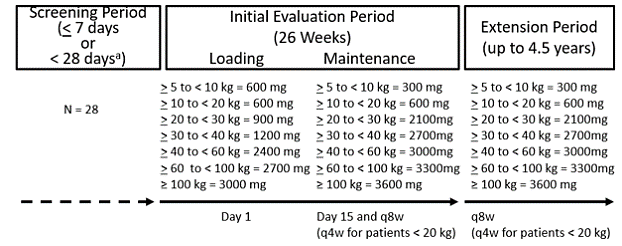 Screening Period
(≤ 7 days
or
< 28 daysᵃ)
Initial Evaluation Period
(26 Weeks)
Loading Maintenance
Extension Period
(up to 4.5 years)
N = 28
≥ 5 to < 10 kg = 600 mg
≥ 10 to < 20 kg = 600 mg
≥ 20 to < 30 kg = 900 mg
≥ 30 to < 40 kg = 1200 mg
≥ 40 to < 60 kg = 2400 mg
≥ 60 to < 100 kg = 2700 mg
≥ 100 kg = 3000 mg
≥ 5 to < 10 kg = 300 mg
≥ 10 to < 20 kg = 600 mg
≥ 20 to < 30 kg = 2100mg
≥ 30 to < 40 kg = 2700mg
≥ 40 to < 60 kg = 3000mg
≥ 60 to < 100 kg = 3300mg
≥ 100 kg = 3600 mg
≥ 5 to < 10 kg = 300 mg
≥ 10 to < 20 kg = 600 mg
≥ 20 to < 30 kg = 2100mg
≥ 30 to < 40 kg = 2700mg
≥ 40 to < 60 kg = 3000mg
≥ 60 to < 100 kg = 3300mg
≥ 100 kg = 3600 mg
Day 1
Day 15 and q8w
(q4w for patients < 20 kg)
q8w
(q4w for patients < 20 kg)